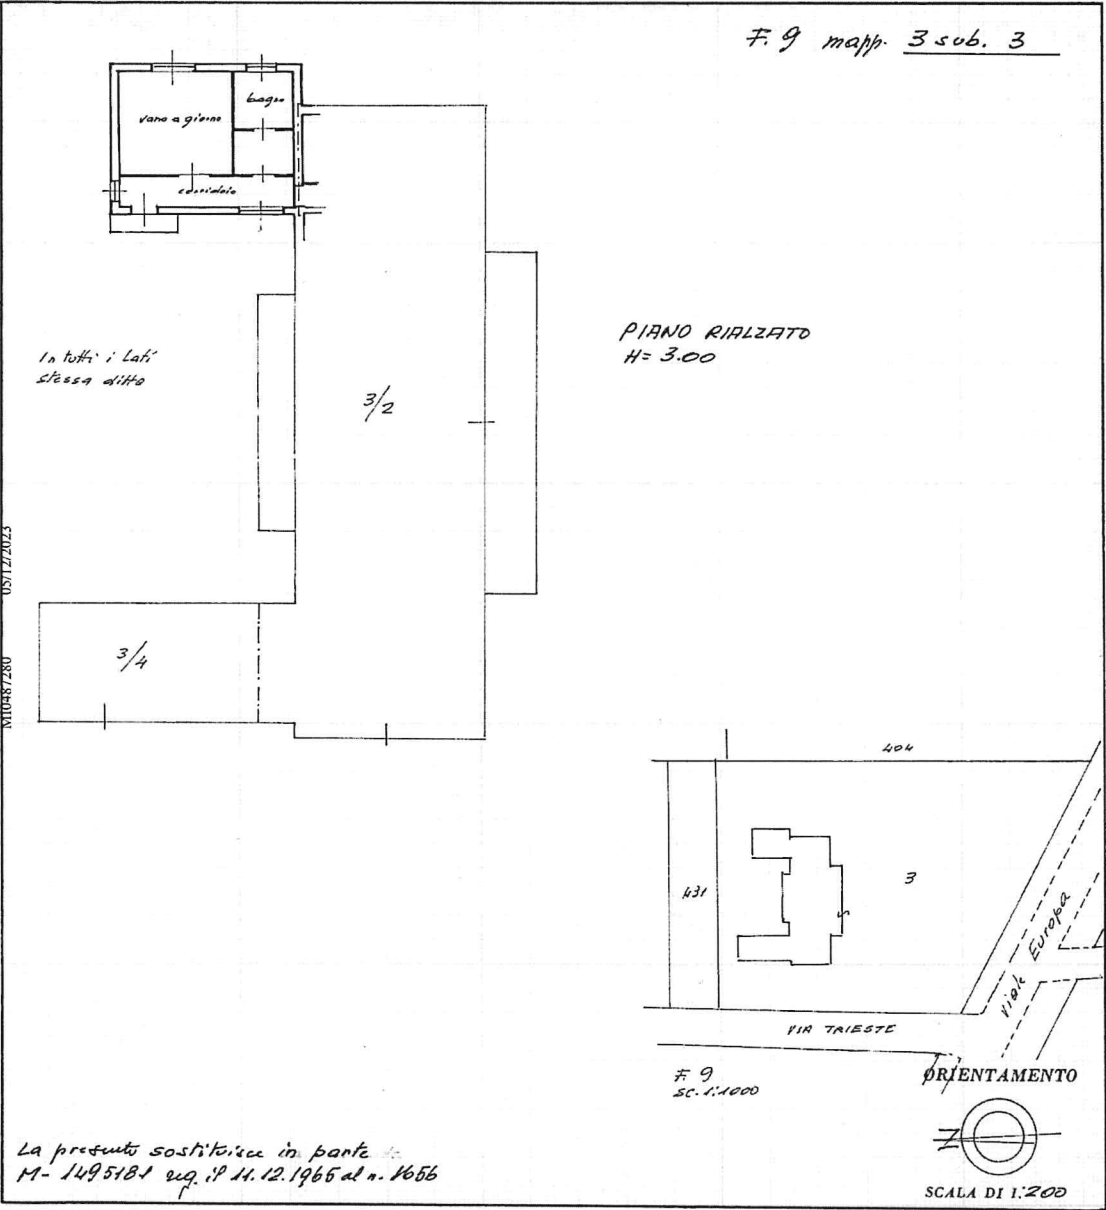 F. 9 mapp. 3 sub. 3
vano a giorno
bagno
corridoio
In tutti i lati
stessa ditta
3/2
PIANO RIALZATO
H= 3.00
3/4
05/12/2023
MI0487280
404
431
3
Viale Europa
VIA TRIESTE
F. 9
SC. 1:1000
ORIENTAMENTO
N
SCALA DI 1:200
La presente sostituisce in parte
M- 1495181 reg. il 11.12.1965 al n. 1656